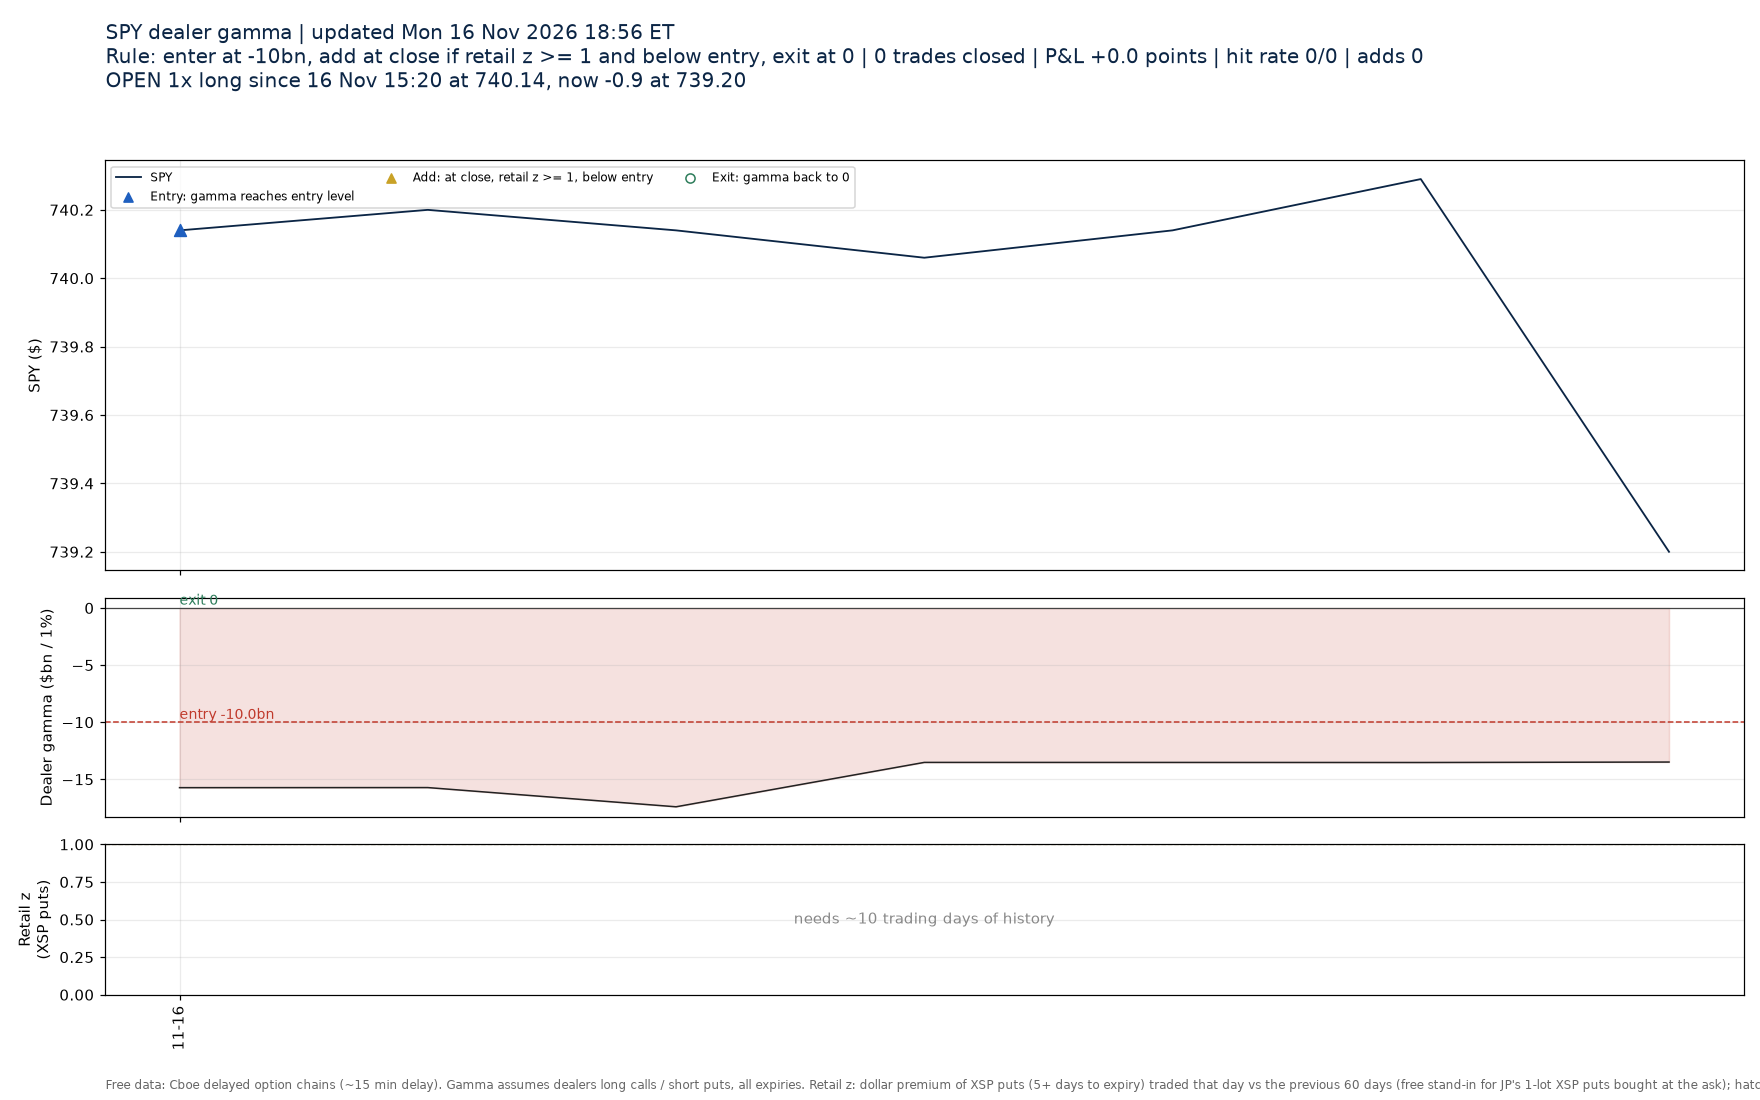 SPY dealer gamma | updated Mon 16 Nov 2026 18:56 ET
Rule: enter at -10bn, add at close if retail z >= 1 and below entry, exit at 0 | 0 trades closed | P&L +0.0 points | hit rate 0/0 | adds 0
OPEN 1x long since 16 Nov 15:20 at 740.14, now -0.9 at 739.20
SPY
Entry: gamma reaches entry level
Add: at close, retail z >= 1, below entry
Exit: gamma back to 0
SPY ($)
740.2
740.0
739.8
739.6
739.4
739.2
Dealer gamma ($bn / 1%)
exit 0
0
−5
entry -10.0bn
−10
−15
Retail z
(XSP puts)
1.00
0.75
0.50
0.25
0.00
needs ~10 trading days of history
11-16
Free data: Cboe delayed option chains (~15 min delay). Gamma assumes dealers long calls / short puts, all expiries. Retail z: dollar premium of XSP puts (5+ days to expiry) traded that day vs the previous 60 days (free stand-in for JP's 1-lot XSP puts bought at the ask);